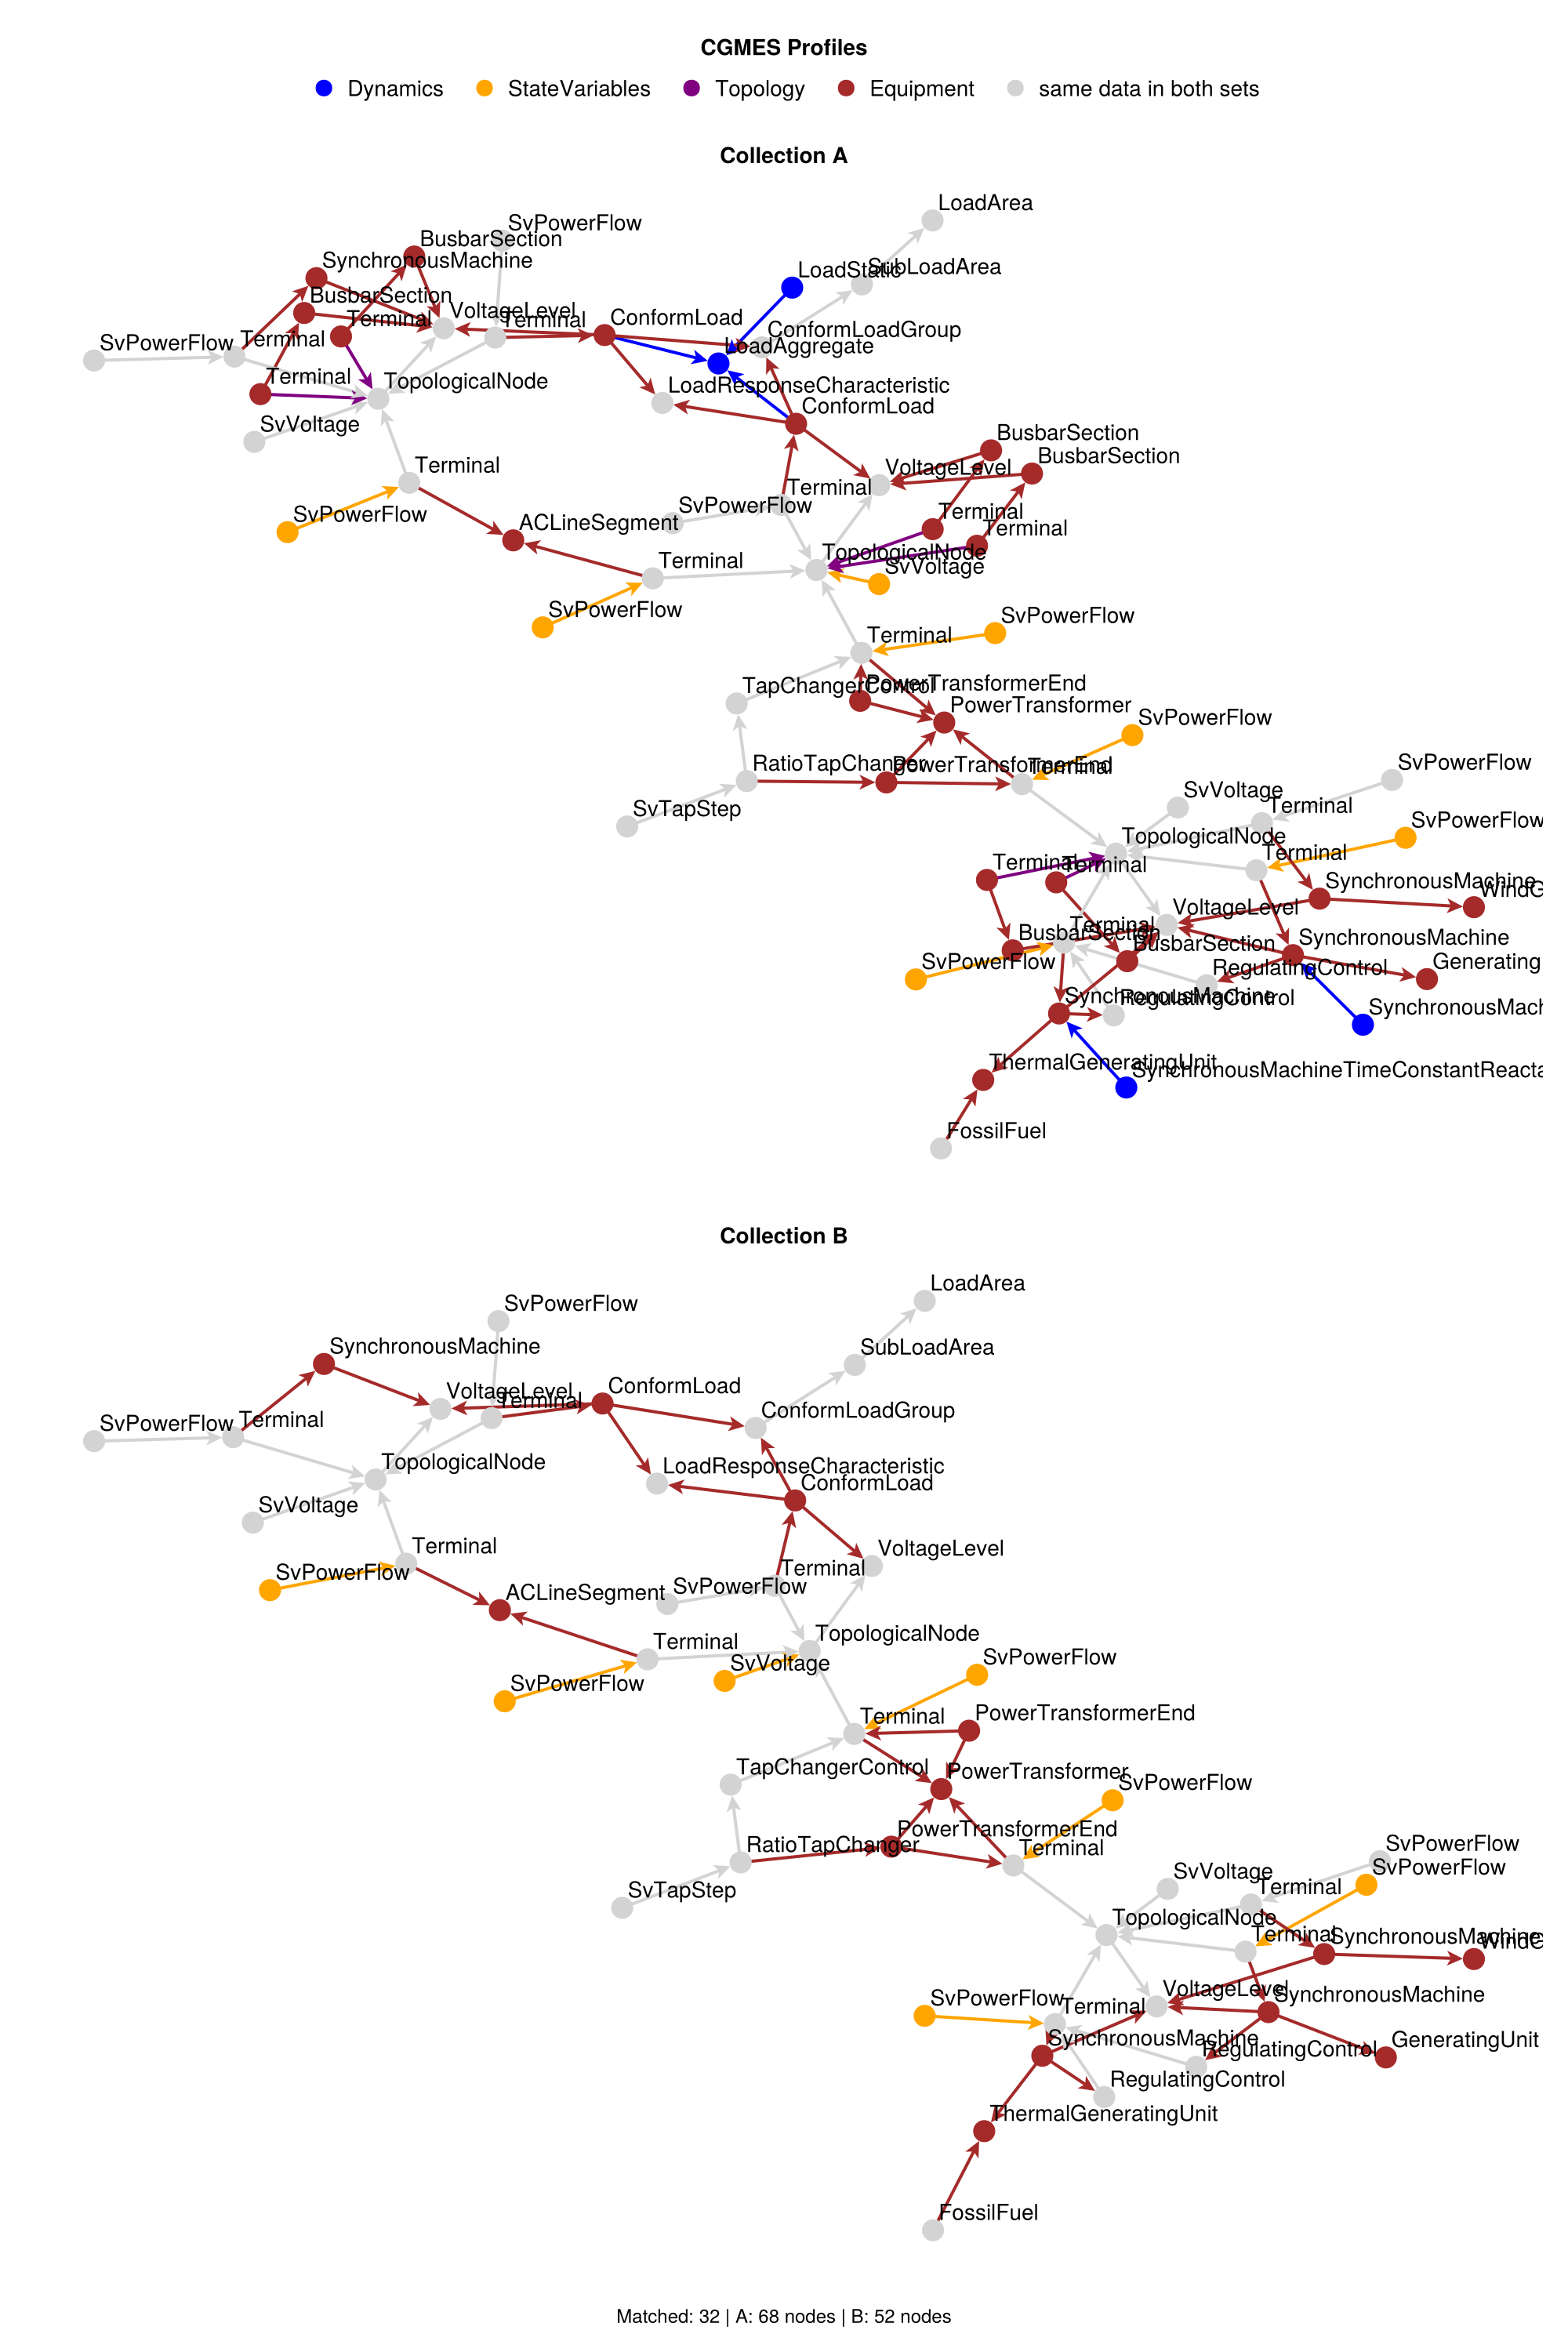 CGMES Profiles
Dynamics StateVariables Topology Equipment same data in both sets
Collection A
LoadArea
SvPowerFlow
BusbarSection
SynchronousMachine
LoadStatic
SubLoadArea
BusbarSection
VoltageLevel
Terminal
Terminal
ConformLoad
ConformLoadGroup
SvPowerFlow
Terminal
LoadAggregate
Terminal
TopologicalNode
LoadResponseCharacteristic
ConformLoad
SvVoltage
BusbarSection
Terminal
VoltageLevel
BusbarSection
Terminal
SvPowerFlow
SvPowerFlow
ACLineSegment
Terminal
Terminal
Terminal
TopologicalNode
SvVoltage
SvPowerFlow
SvPowerFlow
Terminal
TapChangerControl
PowerTransformerEnd
PowerTransformer
SvPowerFlow
RatioTapChanger
PowerTransformerEnd
Terminal
SvPowerFlow
SvTapStep
SvVoltage
Terminal
SvPowerFlow
TopologicalNode
Terminal
Terminal
Terminal
SynchronousMachine
WindG
VoltageLevel
Terminal
BusbarSection
BusbarSection
SynchronousMachine
SvPowerFlow
RegulatingControl
Generating
SynchronousMachine
RegulatingControl
SynchronousMach
ThermalGeneratingUnit
SynchronousMachineTimeConstantReacta
FossilFuel
Collection B
LoadArea
SvPowerFlow
SynchronousMachine
SubLoadArea
VoltageLevel
Terminal
ConformLoad
SvPowerFlow
Terminal
ConformLoadGroup
TopologicalNode
LoadResponseCharacteristic
ConformLoad
SvVoltage
Terminal
VoltageLevel
SvPowerFlow
Terminal
ACLineSegment
SvPowerFlow
Terminal
TopologicalNode
SvVoltage
SvPowerFlow
SvPowerFlow
Terminal
PowerTransformerEnd
TapChangerControl
PowerTransformer
SvPowerFlow
RatioTapChanger
PowerTransformerEnd
Terminal
SvPowerFlow
SvTapStep
SvVoltage
SvPowerFlow
Terminal
TopologicalNode
Terminal
SynchronousMachine
WindG
VoltageLevel
SynchronousMachine
SvPowerFlow
Terminal
SynchronousMachine
RegulatingControl
GeneratingUnit
RegulatingControl
ThermalGeneratingUnit
FossilFuel
Matched: 32 | A: 68 nodes | B: 52 nodes